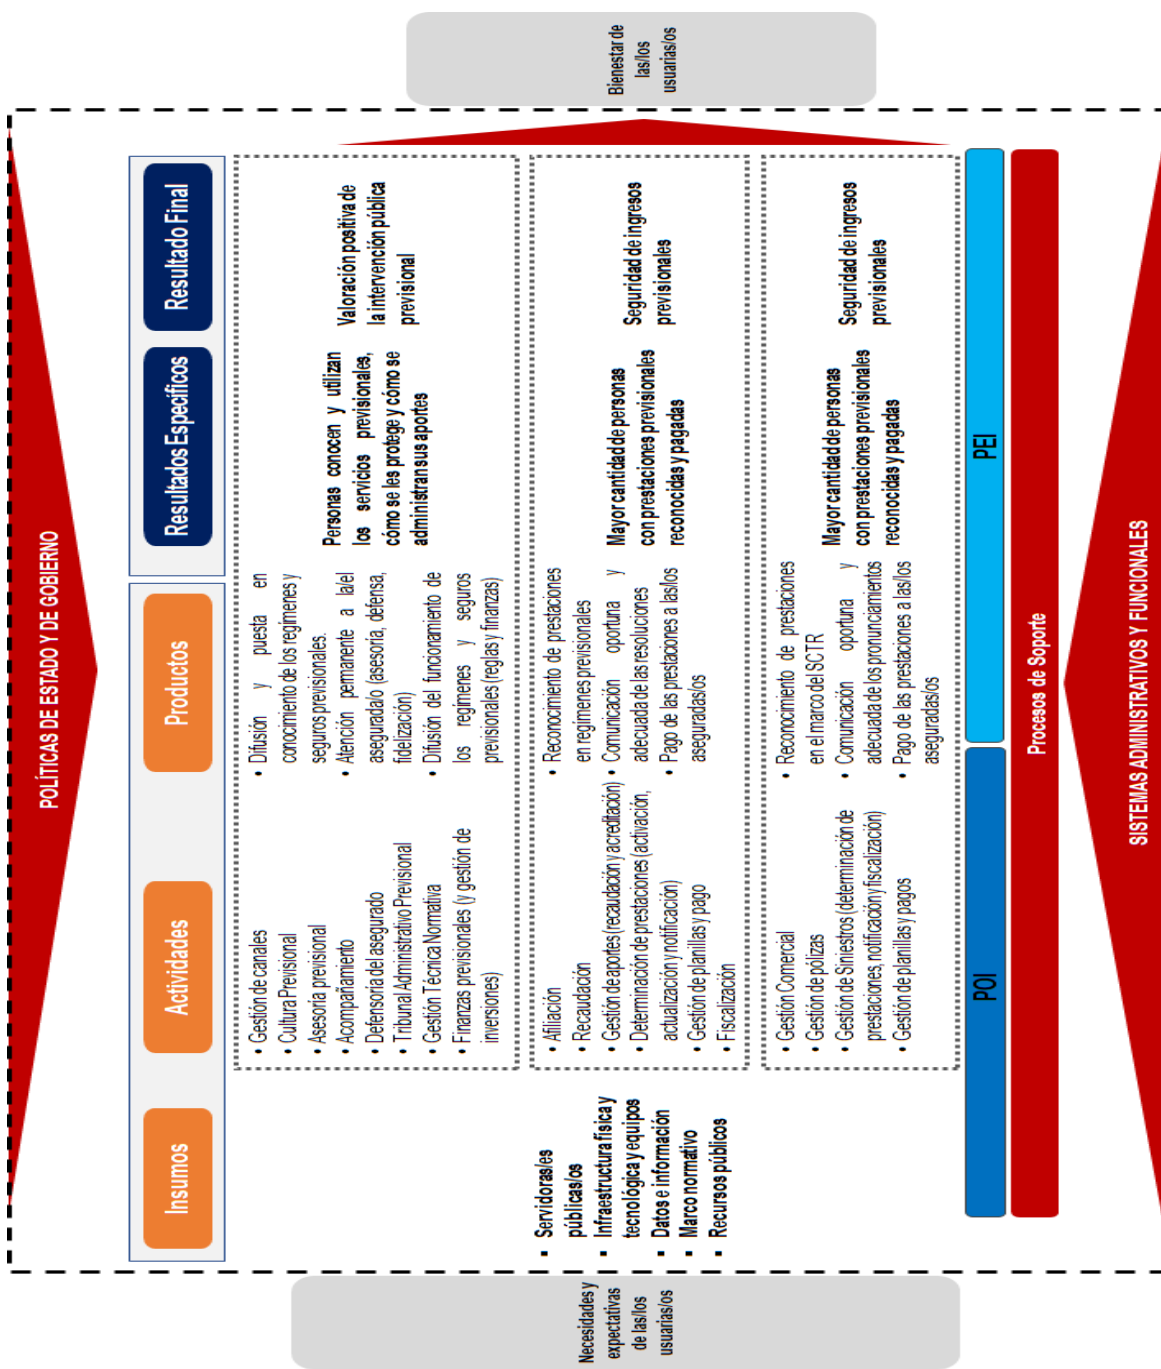 POLÍTICAS DE ESTADO Y DE GOBIERNO
Insumos
Actividades
Productos
Resultados Específicos
Resultado Final
Necesidades y
expectativas
de las/los
usuarias/os
▪ Servidoras/es
públicas/os
▪ Infraestructura física y
tecnológica y equipos
▪ Datos e información
▪ Marco normativo
▪ Recursos públicos
• Gestión de canales
• Cultura Previsional
• Asesoría previsional
• Acompañamiento
• Defensoría del asegurado
• Tribunal Administrativo Previsional
• Gestión Técnica Normativa
• Finanzas previsionales (y gestión de
inversiones)
• Difusión y puesta en
conocimiento de los regímenes y
seguros previsionales.
• Atención permanente a la/el
asegurada/o (asesoría, defensa,
fidelización)
• Difusión del funcionamiento de
los regímenes y seguros
previsionales (reglas y finanzas)
Personas conocen y utilizan
los servicios previsionales,
cómo se les protege y cómo se
administran sus aportes
Valoración positiva de
la intervención pública
previsional
• Afiliación
• Recaudación
• Gestión de aportes (recaudación y acreditación)
• Determinación de prestaciones (activación,
actualización y notificación)
• Gestión de planillas y pago
• Fiscalización
• Reconocimiento de prestaciones
en regímenes previsionales
• Comunicación oportuna y
adecuada de las resoluciones
• Pago de las prestaciones a las/los
aseguradas/os
Mayor cantidad de personas
con prestaciones previsionales
reconocidas y pagadas
Seguridad de ingresos
previsionales
• Gestión Comercial
• Gestión de pólizas
• Gestión de Siniestros (determinación de
prestaciones, notificación y fiscalización)
• Gestión de planillas y pagos
• Reconocimiento de prestaciones
en el marco del SCTR
• Comunicación oportuna y
adecuada de los pronunciamientos
• Pago de las prestaciones a las/los
aseguradas/os
Mayor cantidad de personas
con prestaciones previsionales
reconocidas y pagadas
Seguridad de ingresos
previsionales
Bienestar de
las/los
usuarias/os
POI
PEI
Procesos de Soporte
SISTEMAS ADMINISTRATIVOS Y FUNCIONALES